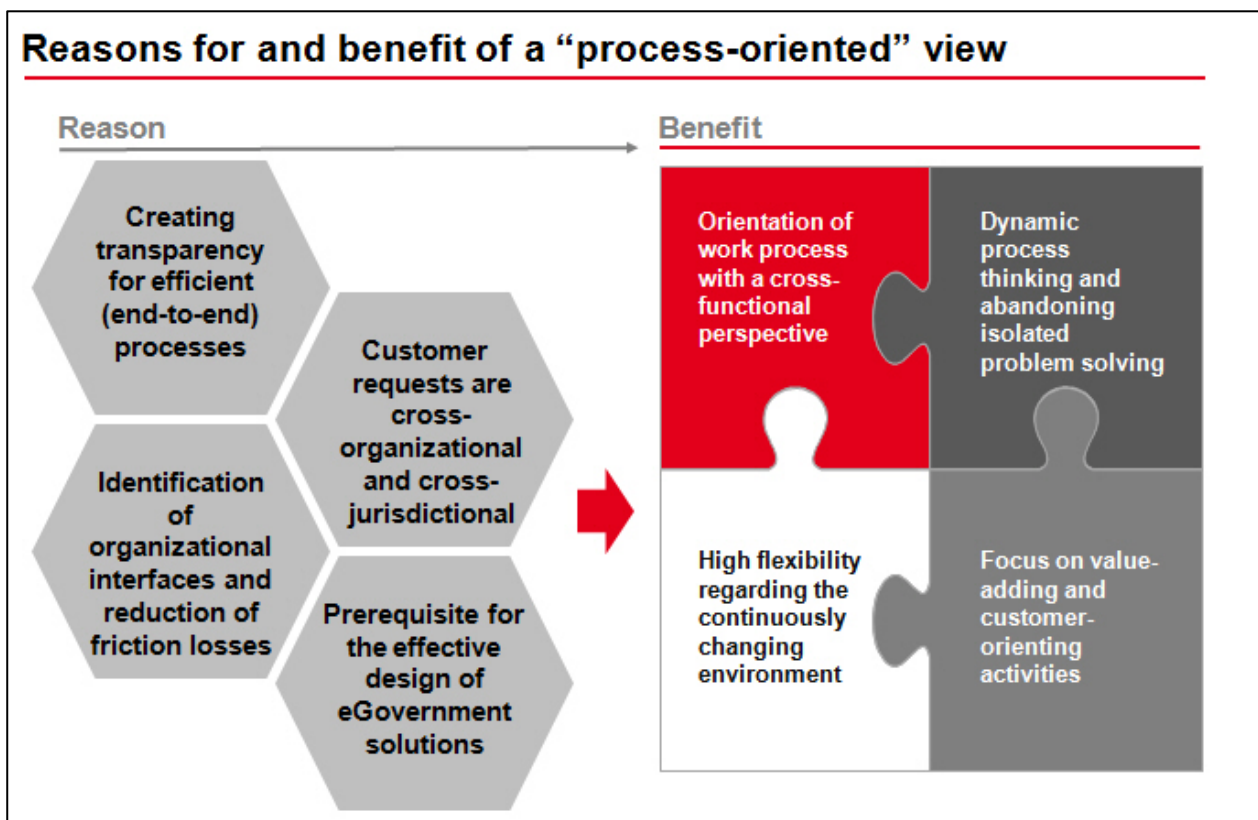 Reasons for and benefit of a “process-oriented” view
Reason
Creating
transparency
for efficient
(end-to-end)
processes
Customer
requests are
cross-
organizational
and cross-
jurisdictional
Identification
of
organizational
interfaces and
reduction of
friction losses
Prerequisite for
the effective
design of
eGovernment
solutions
Benefit
Orientation of
work process
with a cross-
functional
perspective
Dynamic
process
thinking and
abandoning
isolated
problem solving
High flexibility
regarding the
continuously
changing
environment
Focus on value-
adding and
customer-
orienting
activities